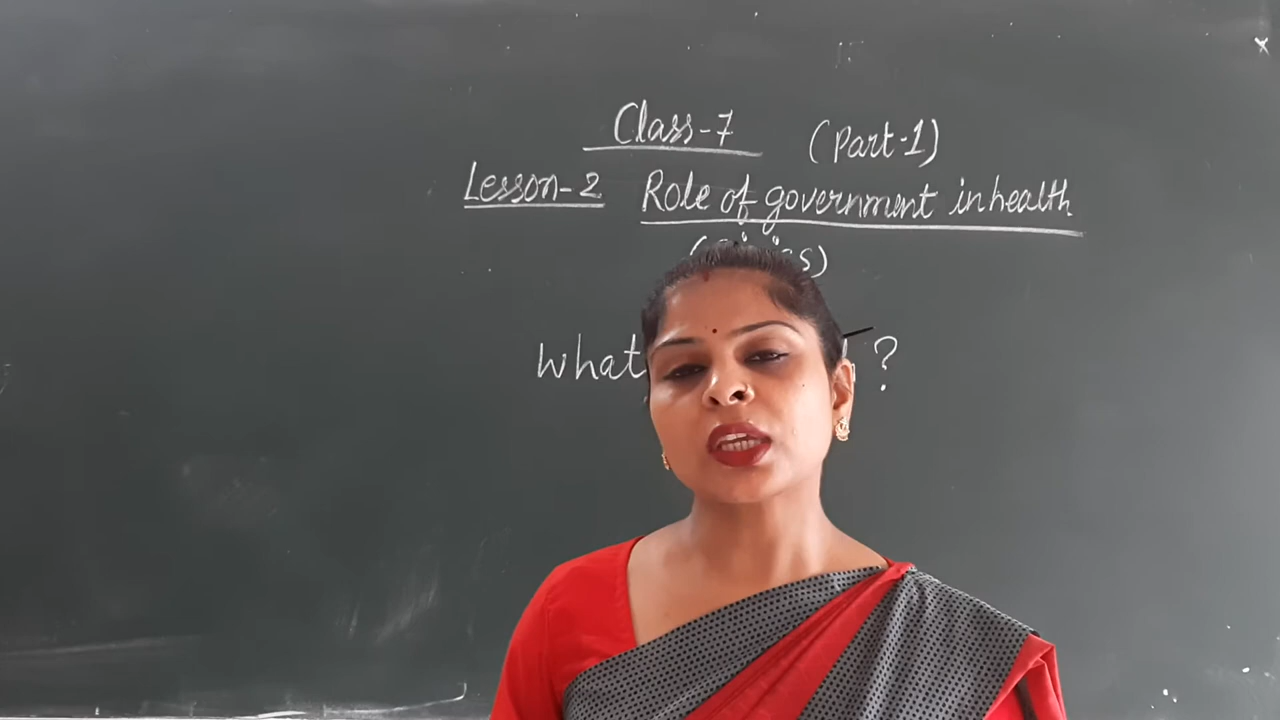 Class-7 (Part-1)
Lesson-2 Role of government in health
What ?